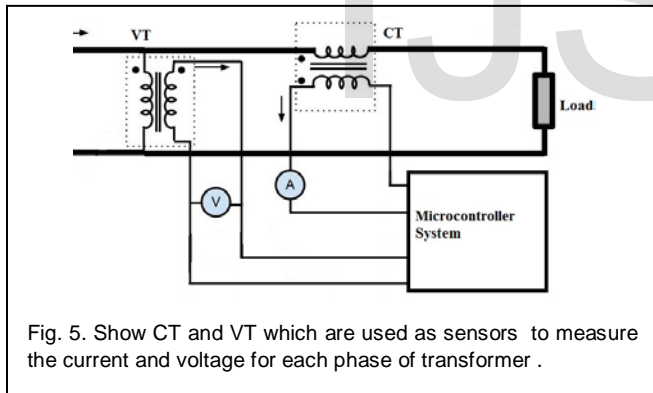 VT
CT
Load
A
V
Microcontroller
System
Fig. 5. Show CT and VT which are used as sensors to measure
the current and voltage for each phase of transformer .